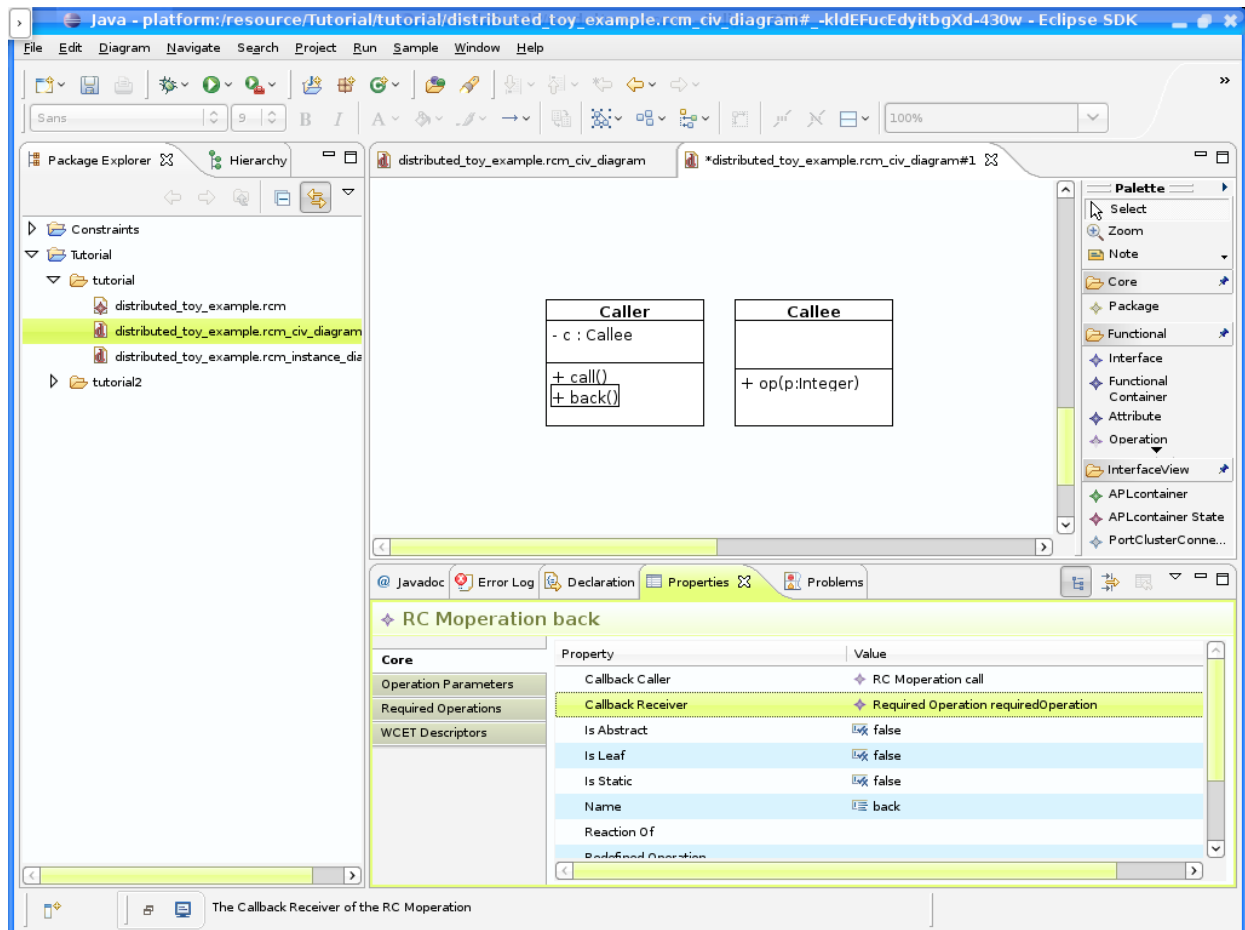 Java - platform:/resource/Tutorial/tutorial/distributed_toy_example.rcm_civ_diagram#_-kldEFucEdyitbgXd-430w - Eclipse SDK
File Edit Diagram Navigate Search Project Run Sample Window Help
Sans 9 B I A 100%
Package Explorer Hierarchy
Constraints
Tutorial
tutorial
distributed_toy_example.rcm
distributed_toy_example.rcm_civ_diagram
distributed_toy_example.rcm_instance_dia
tutorial2
distributed_toy_example.rcm_civ_diagram *distributed_toy_example.rcm_civ_diagram#1
Caller
- c : Callee
+ call()
+ back()
Callee
+ op(p:Integer)
Palette
Select
Zoom
Note
Core
Package
Functional
Interface
Functional
Container
Attribute
Operation
InterfaceView
APLcontainer
APLcontainer State
PortClusterConne...
@ Javadoc Error Log Declaration Properties Problems
RC Moperation back
Core
Operation Parameters
Required Operations
WCET Descriptors
Property Value
Callback Caller RC Moperation call
Callback Receiver Required Operation requiredOperation
Is Abstract false
Is Leaf false
Is Static false
Name back
Reaction Of
Redefined Operation
The Callback Receiver of the RC Moperation